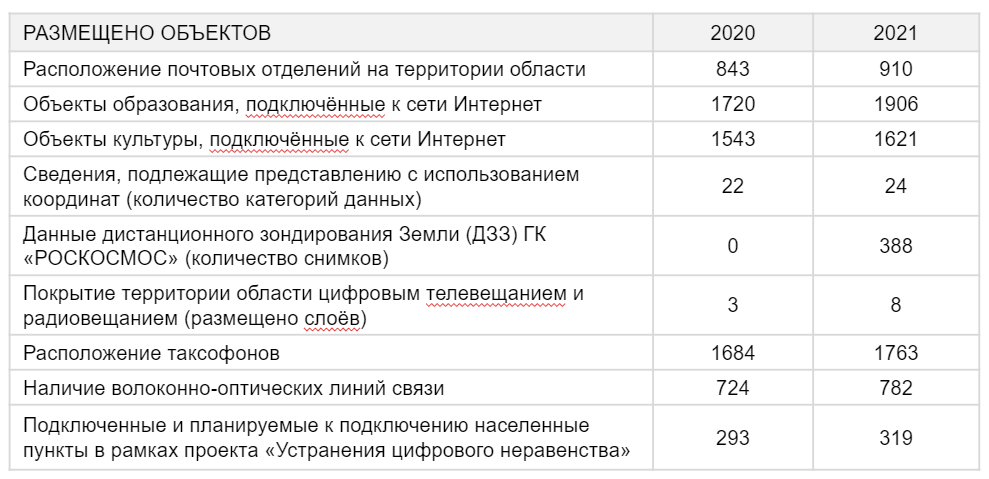 РАЗМЕЩЕНО ОБЪЕКТОВ 2020 2021
Расположение почтовых отделений на территории области 843 910
Объекты образования, подключённые к сети Интернет 1720 1906
Объекты культуры, подключённые к сети Интернет 1543 1621
Сведения, подлежащие представлению с использованием
координат (количество категорий данных) 22 24
Данные дистанционного зондирования Земли (ДЗЗ) ГК
«РОСКОСМОС» (количество снимков) 0 388
Покрытие территории области цифровым телевещанием и
радиовещанием (размещено слоёв) 3 8
Расположение таксофонов 1684 1763
Наличие волоконно-оптических линий связи 724 782
Подключенные и планируемые к подключению населенные
пункты в рамках проекта «Устранения цифрового неравенства» 293 319